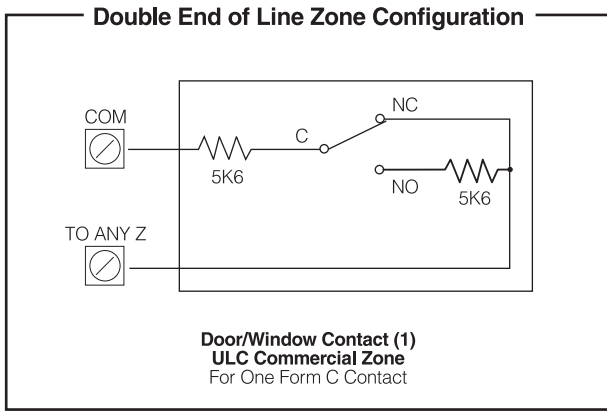 Double End of Line Zone Configuration
COM
C
NC
5K6
NO
5K6
TO ANY Z
Door/Window Contact (1)
ULC Commercial Zone
For One Form C Contact